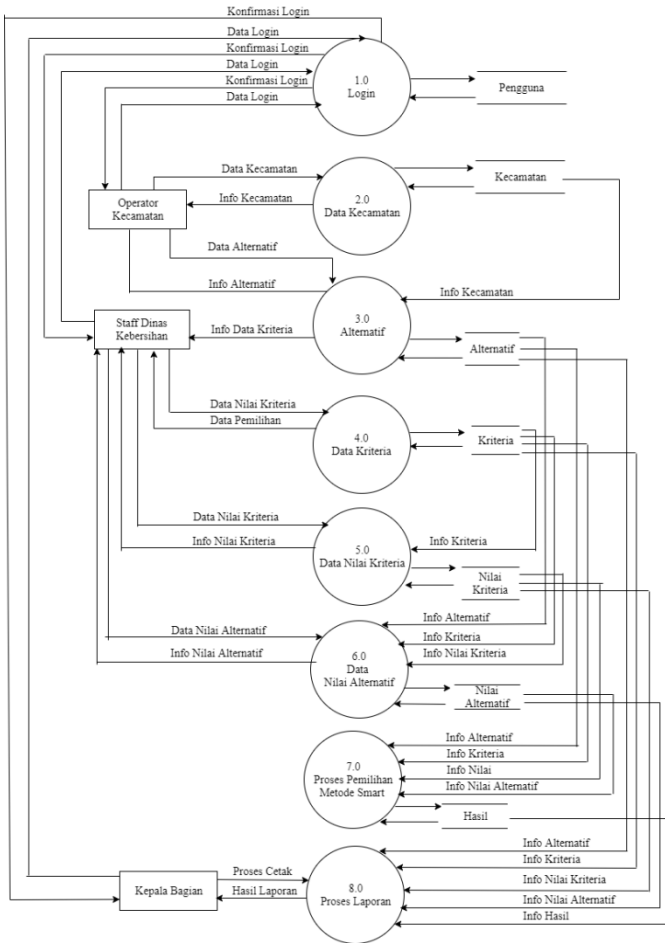 Konfirmasi Login
Data Login
Konfirmasi Login
Data Login
Konfirmasi Login
Data Login
1.0
Login
Pengguna
Data Kecamatan
Info Kecamatan
Operator
Kecamatan
2.0
Data Kecamatan
Kecamatan
Data Alternatif
Info Alternatif
Info Kecamatan
Staff Dinas
Kebersihan
Info Data Kriteria
3.0
Alternatif
Alternatif
Data Nilai Kriteria
Data Pemilihan
4.0
Data Kriteria
Kriteria
Data Nilai Kriteria
Info Nilai Kriteria
5.0
Data Nilai Kriteria
Info Kriteria
Nilai
Kriteria
Data Nilai Alternatif
Info Nilai Alternatif
6.0
Data
Nilai Alternatif
Info Alternatif
Info Kriteria
Info Nilai Kriteria
Nilai
Alternatif
7.0
Proses Pemilihan
Metode Smart
Info Alternatif
Info Kriteria
Info Nilai
Info Nilai Alternatif
Hasil
Kepala Bagian
Proses Cetak
Hasil Laporan
8.0
Proses Laporan
Info Alternatif
Info Kriteria
Info Nilai Kriteria
Info Nilai Alternatif
Info Hasil